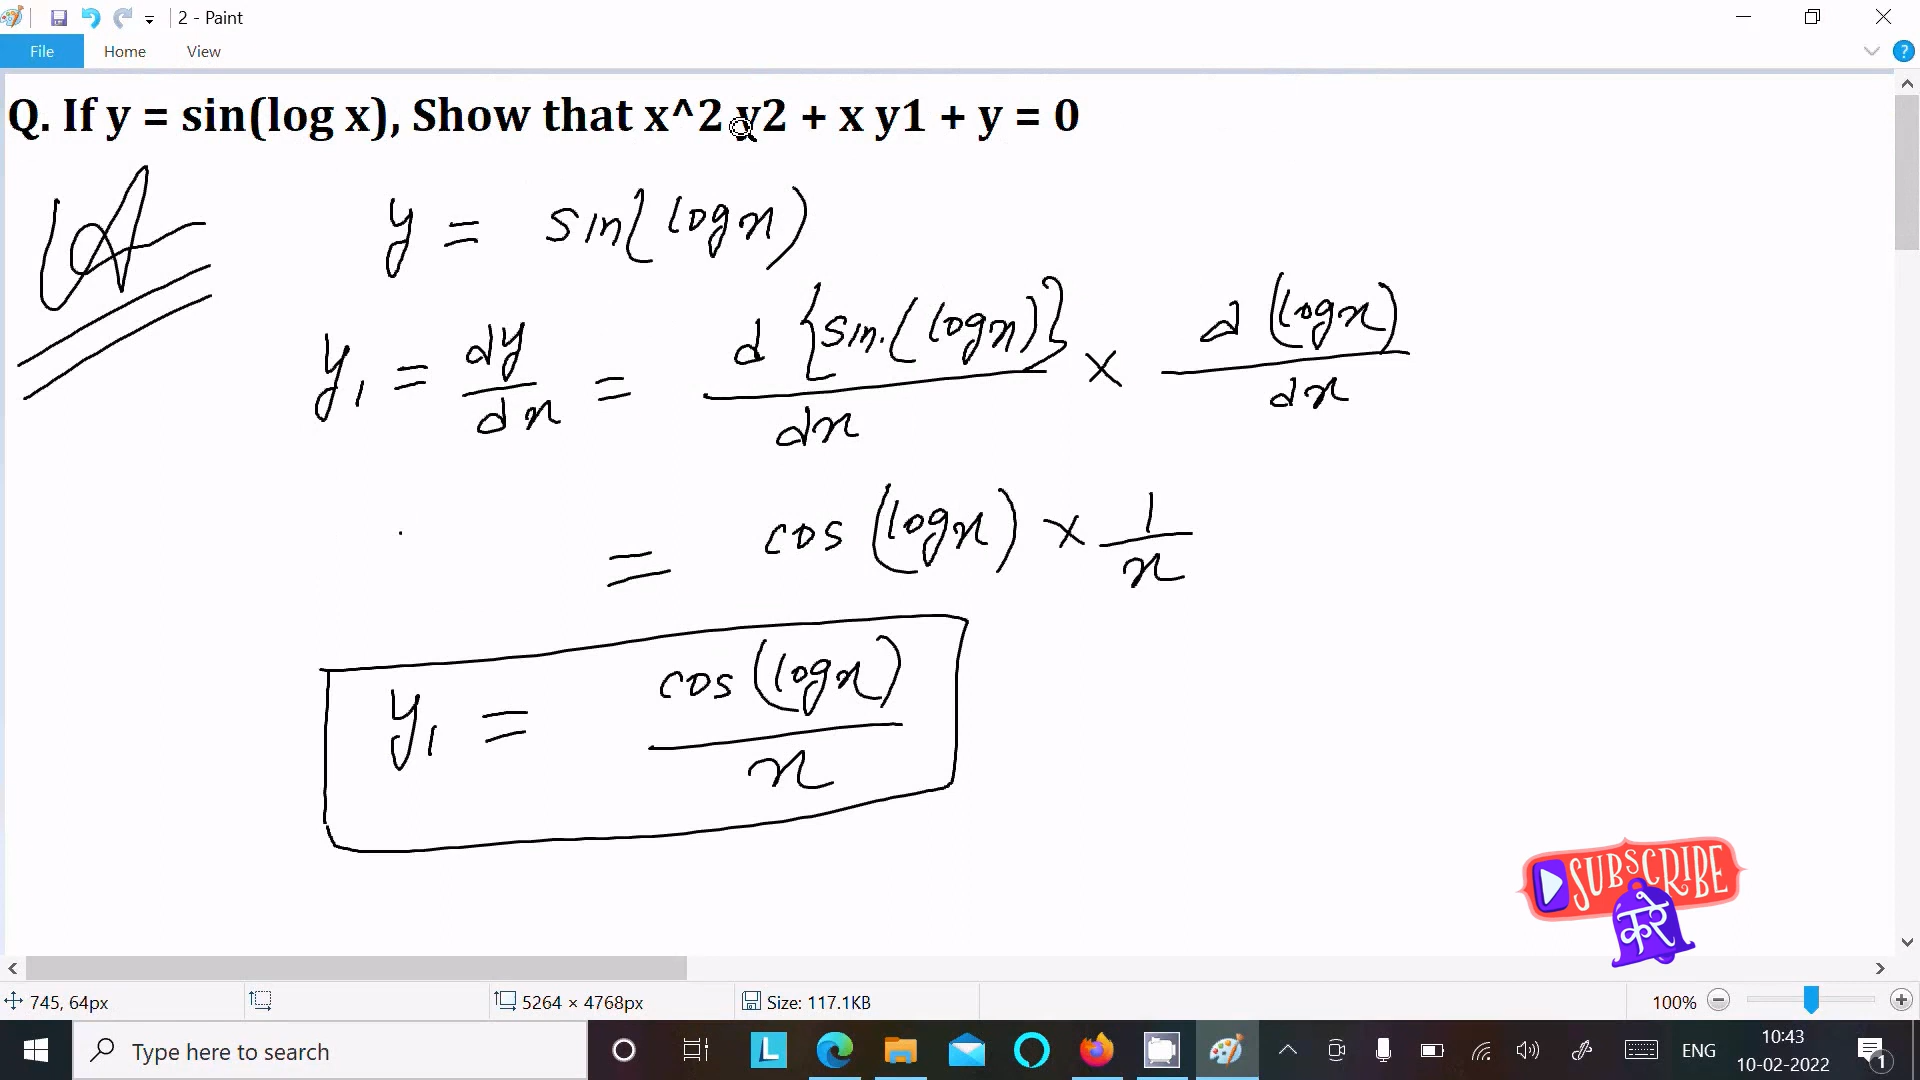 2 - Paint
File Home View
Q. If y = sin(log x), Show that x^2 y2 + x y1 + y = 0
y = sin(log x)
y₁ = dy/dx = d{sin.(log x)}/dx × d(log x)/dx
= cos(log x) × 1/x
y₁ = cos(log x)/x
SUBSCRIBE
करे
745, 64px 5264 × 4768px Size: 117.1KB 100%
Type here to search L ENG 10:43
10-02-2022 1